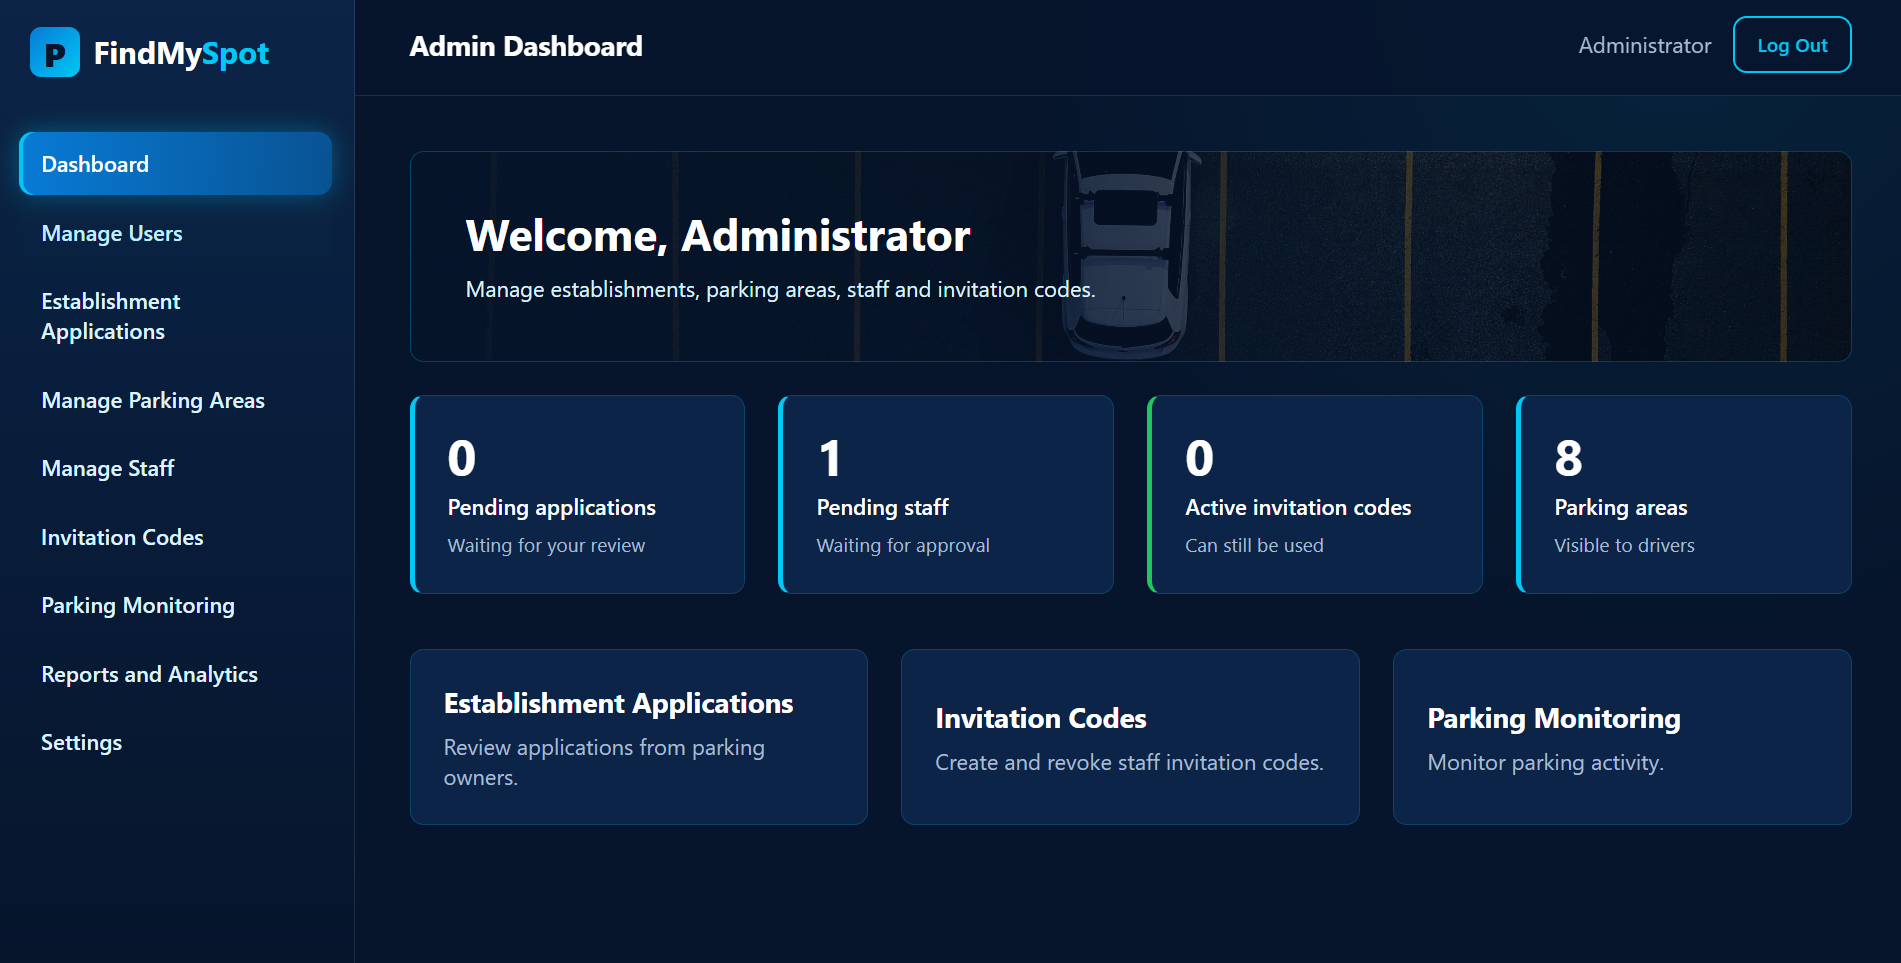 P
FindMySpot
Admin Dashboard
Administrator
Log Out
Dashboard
Manage Users
Establishment
Applications
Manage Parking Areas
Manage Staff
Invitation Codes
Parking Monitoring
Reports and Analytics
Settings
Welcome, Administrator
Manage establishments, parking areas, staff and invitation codes.
0
Pending applications
Waiting for your review
1
Pending staff
Waiting for approval
0
Active invitation codes
Can still be used
8
Parking areas
Visible to drivers
Establishment Applications
Review applications from parking
owners.
Invitation Codes
Create and revoke staff invitation codes.
Parking Monitoring
Monitor parking activity.